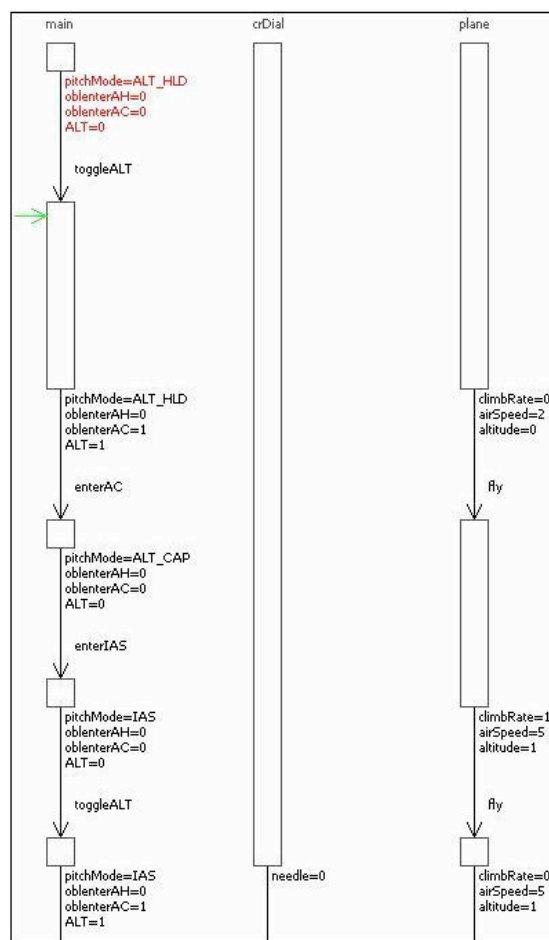 main
crDial
plane
pitchMode=ALT_HLD
oblenterAH=0
oblenterAC=0
ALT=0
toggleALT
pitchMode=ALT_HLD
oblenterAH=0
oblenterAC=1
ALT=1
climbRate=0
airSpeed=2
altitude=0
enterAC
fly
pitchMode=ALT_CAP
oblenterAH=0
oblenterAC=0
ALT=0
enterIAS
pitchMode=IAS
oblenterAH=0
oblenterAC=0
ALT=0
climbRate=1
airSpeed=5
altitude=1
toggleALT
fly
pitchMode=IAS
oblenterAH=0
oblenterAC=1
ALT=1
needle=0
climbRate=0
airSpeed=5
altitude=1